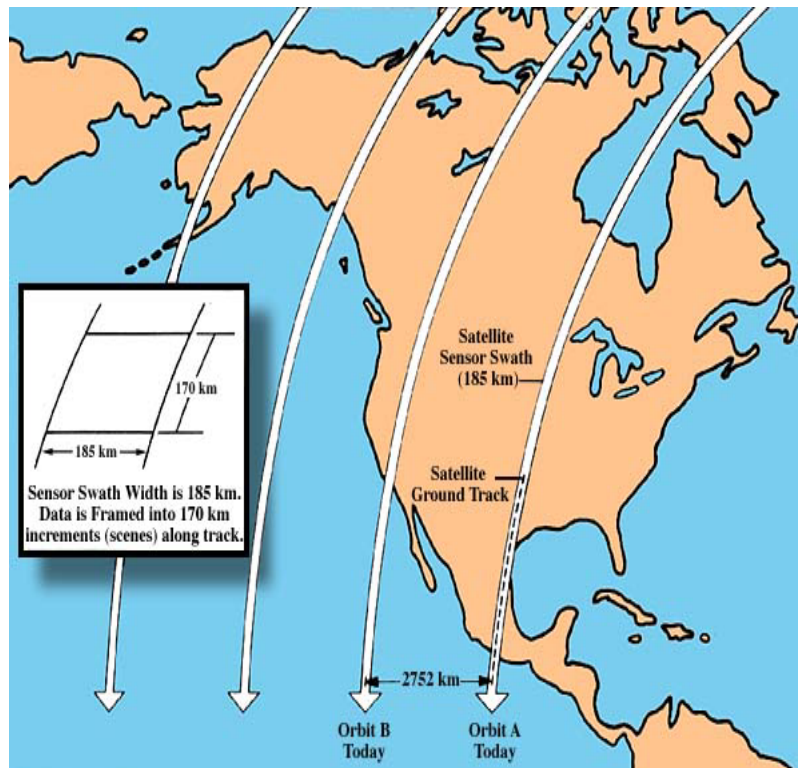 170 km
185 km
Sensor Swath Width is 185 km.
Data is Framed into 170 km
increments (scenes) along track.
Satellite
Sensor Swath
(185 km)
Satellite
Ground Track
2752 km
Orbit B
Today
Orbit A
Today